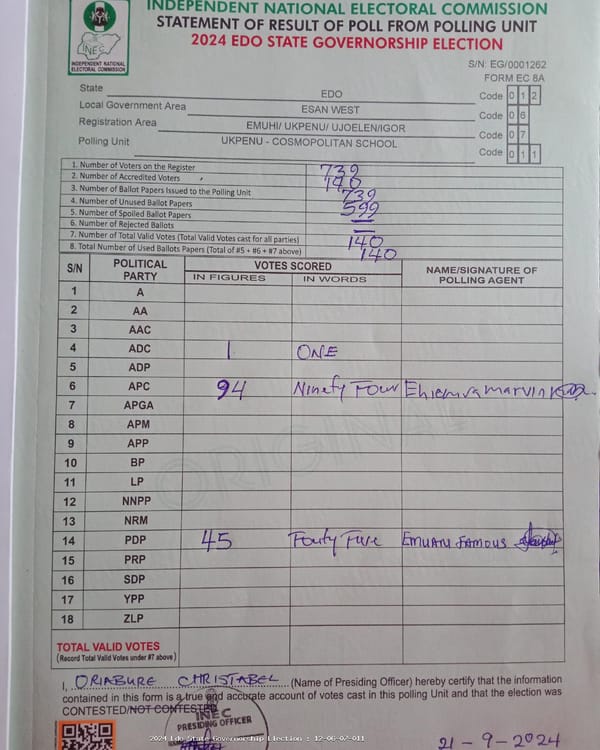 INDEPENDENT NATIONAL ELECTORAL COMMISSION
STATEMENT OF RESULT OF POLL FROM POLLING UNIT
2024 EDO STATE GOVERNORSHIP ELECTION
INEC
INDEPENDENT NATIONAL
ELECTORAL COMMISSION
S/N: EG/0001262
FORM EC 8A
State EDO Code 0 1 2
Local Government Area ESAN WEST Code 0 6
Registration Area EMUHI/ UKPENU/ UJOELEN/IGOR Code 0 7
Polling Unit UKPENU - COSMOPOLITAN SCHOOL Code 0 1 1
1. Number of Voters on the Register 739
2. Number of Accredited Voters 140
3. Number of Ballot Papers Issued to the Polling Unit 739
4. Number of Unused Ballot Papers 599
5. Number of Spoiled Ballot Papers —
6. Number of Rejected Ballots —
7. Number of Total Valid Votes (Total Valid Votes cast for all parties) 140
8. Total Number of Used Ballots Papers (Total of #5 + #6 + #7 above) 140
S/N POLITICAL PARTY VOTES SCORED NAME/SIGNATURE OF POLLING AGENT
IN FIGURES IN WORDS
1 A
2 AA
3 AAC
4 ADC 1 ONE
5 ADP
6 APC 94 Ninety Four
7 APGA
8 APM
9 APP
10 BP
11 LP
12 NNPP
13 NRM
14 PDP 45 FAMOUS
15 PRP
16 SDP
17 YPP
18 ZLP
ORIGINAL
TOTAL VALID VOTES
(Record Total Valid Votes under #7 above)
I, ORIABURE CHRISTABEL (Name of Presiding Officer) hereby certify that the information
contained in this form is a true and accurate account of votes cast in this polling Unit and that the election was
CONTESTED/NOT CONTESTED
INEC
PRESIDING OFFICER
2024 Edo State Governorship Election : 12-06-07-011
21-9-2024